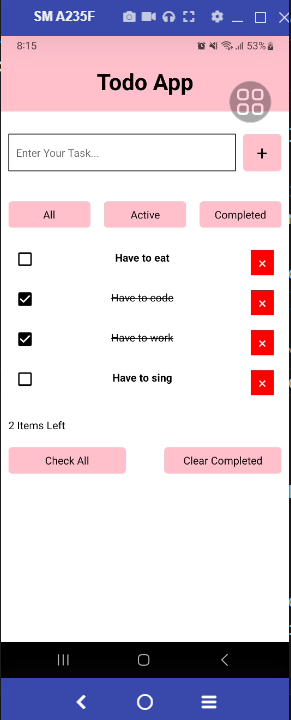 SM A235F
8:15 53%
Todo App
Enter Your Task...
+
All Active Completed
Have to eat ×
Have to code ×
Have to work ×
Have to sing ×
2 Items Left
Check All Clear Completed